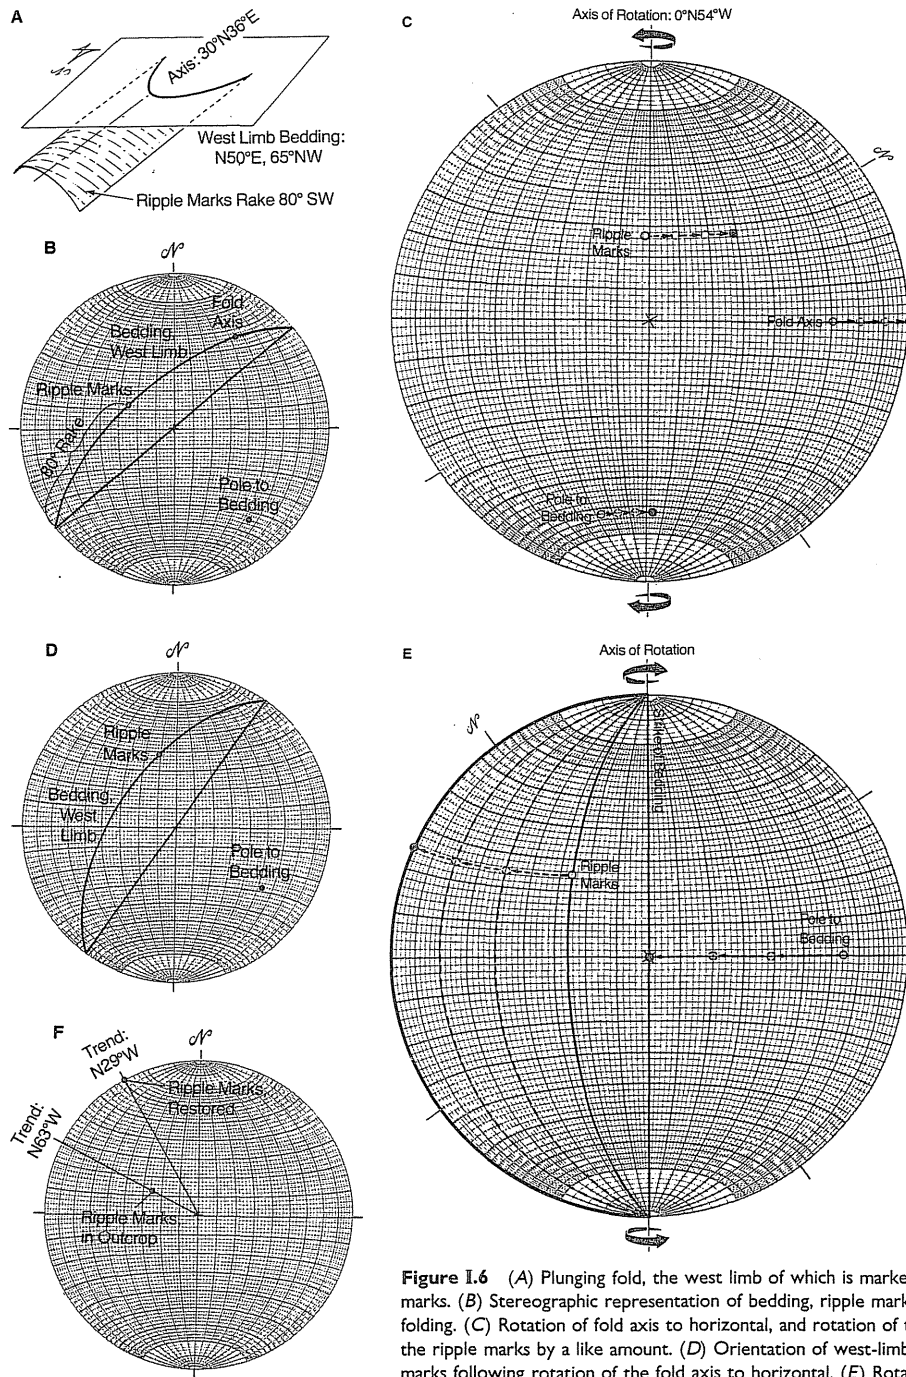 A
Axis: 30°N36°E
N
S
West Limb Bedding:
N50°E, 65°NW
Ripple Marks Rake 80° SW
B
N
Fold
Axis
Bedding,
West Limb
Ripple Marks
80° Rake
Pole to
Bedding
C
Axis of Rotation: 0°N54°W
N
Ripple
Marks
Fold Axis
Pole to
Bedding
D
N
Ripple
Marks
Bedding,
West
Limb
Pole to
Bedding
E
Axis of Rotation
N
Strike of Bedding
Ripple
Marks
Pole to
Bedding
F
Trend:
N29°W
N
Ripple Marks,
Restored
Trend:
N63°W
Ripple Marks
in Outcrop
Figure I.6 (A) Plunging fold, the west limb of which is marke
marks. (B) Stereographic representation of bedding, ripple mark
folding. (C) Rotation of fold axis to horizontal, and rotation of t
the ripple marks by a like amount. (D) Orientation of west-limb
marks following rotation of the fold axis to horizontal. (E) Rota